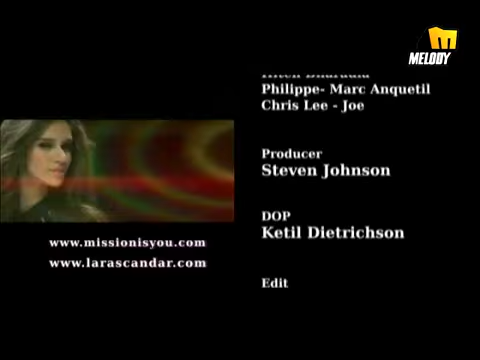 MELODY
Philippe- Marc Anquetil
Chris Lee - Joe
Producer
Steven Johnson
DOP
Ketil Dietrichson
Edit
www.missionisyou.com
www.larascandar.com